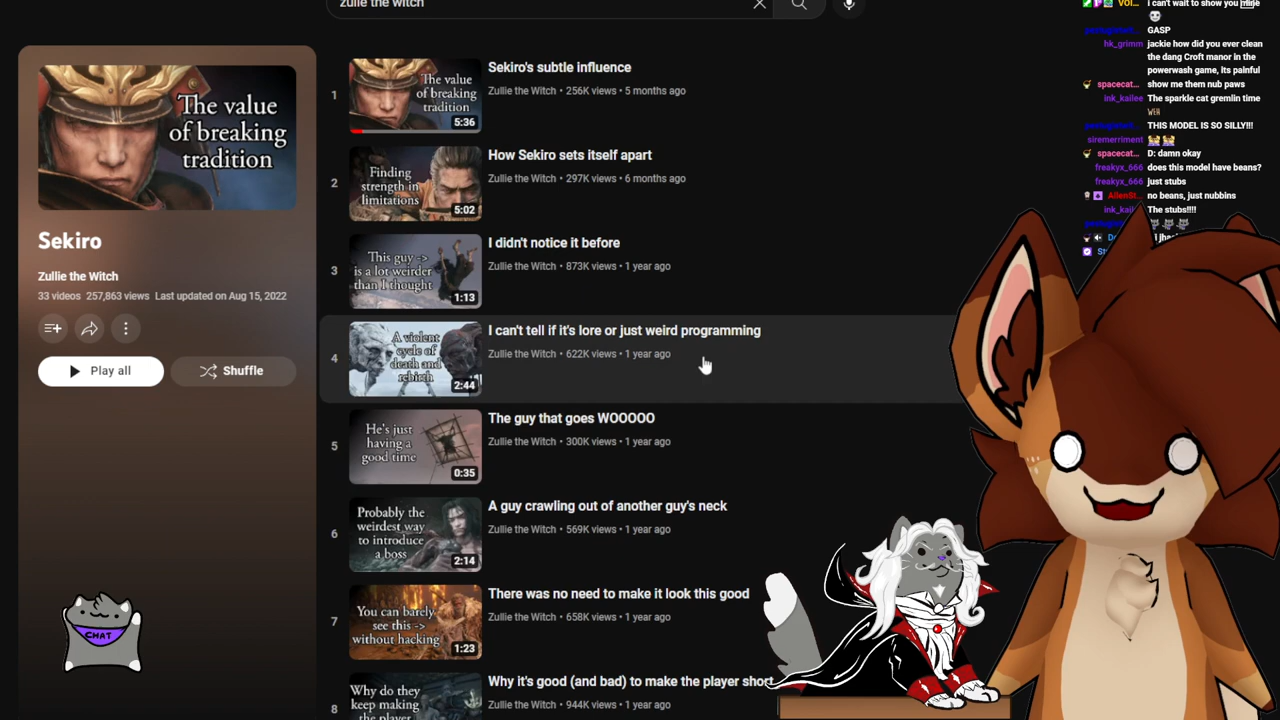 zullie the witch
The value
of breaking
tradition
Sekiro
Zullie the Witch
33 videos 257,863 views Last updated on Aug 15, 2022
Play all
Shuffle
CHAT
1
The value
of breaking
tradition
5:36
Sekiro's subtle influence
Zullie the Witch • 256K views • 5 months ago
2
Finding
strength in
limitations
5:02
How Sekiro sets itself apart
Zullie the Witch • 297K views • 6 months ago
3
This guy ->
is a lot weirder
than I thought
1:13
I didn't notice it before
Zullie the Witch • 873K views • 1 year ago
4
A violent
cycle of
death and
rebirth
2:44
I can't tell if it's lore or just weird programming
Zullie the Witch • 622K views • 1 year ago
5
He's just
having a
good time
0:35
The guy that goes WOOOOO
Zullie the Witch • 300K views • 1 year ago
6
Probably the
weirdest way
to introduce
a boss
2:14
A guy crawling out of another guy's neck
Zullie the Witch • 569K views • 1 year ago
7
You can barely
see this ->
without hacking
1:23
There was no need to make it look this good
Zullie the Witch • 658K views • 1 year ago
8
Why do they
keep making
the player
Why it's good (and bad) to make the player short
Zullie the Witch • 944K views • 1 year ago
i can't wait to show you mine
GASP
hk_grimm jackie how did you ever clean
the dang Croft manor in the
powerwash game, its painful
spacecat... show me them nub paws
ink_kailee The sparkle cat gremlin time
THIS MODEL IS SO SILLY!!!
siremerriment
spacecat... D: damn okay
freakyx_666 does this model have beans?
freakyx_666 just stubs
AllenSt... no beans, just nubbins
The stubs!!!!